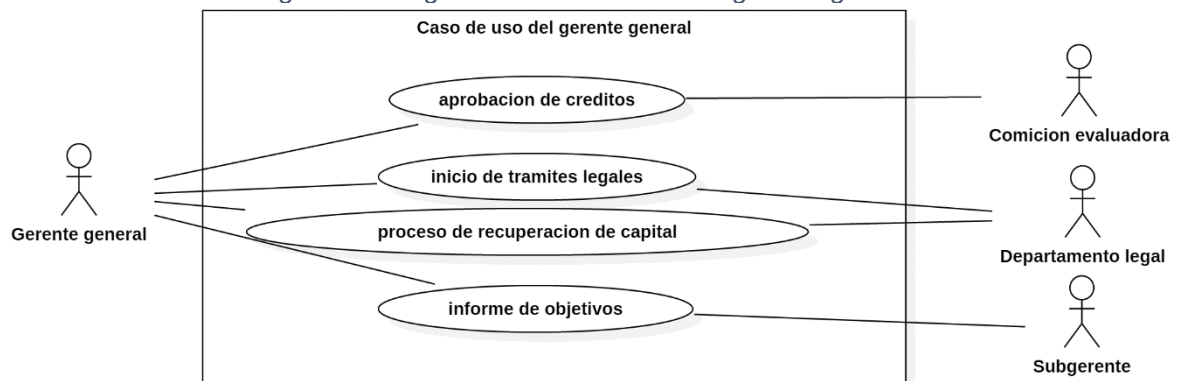 Caso de uso del gerente general
aprobacion de creditos
Comicion evaluadora
inicio de tramites legales
Gerente general
proceso de recuperacion de capital
Departamento legal
informe de objetivos
Subgerente